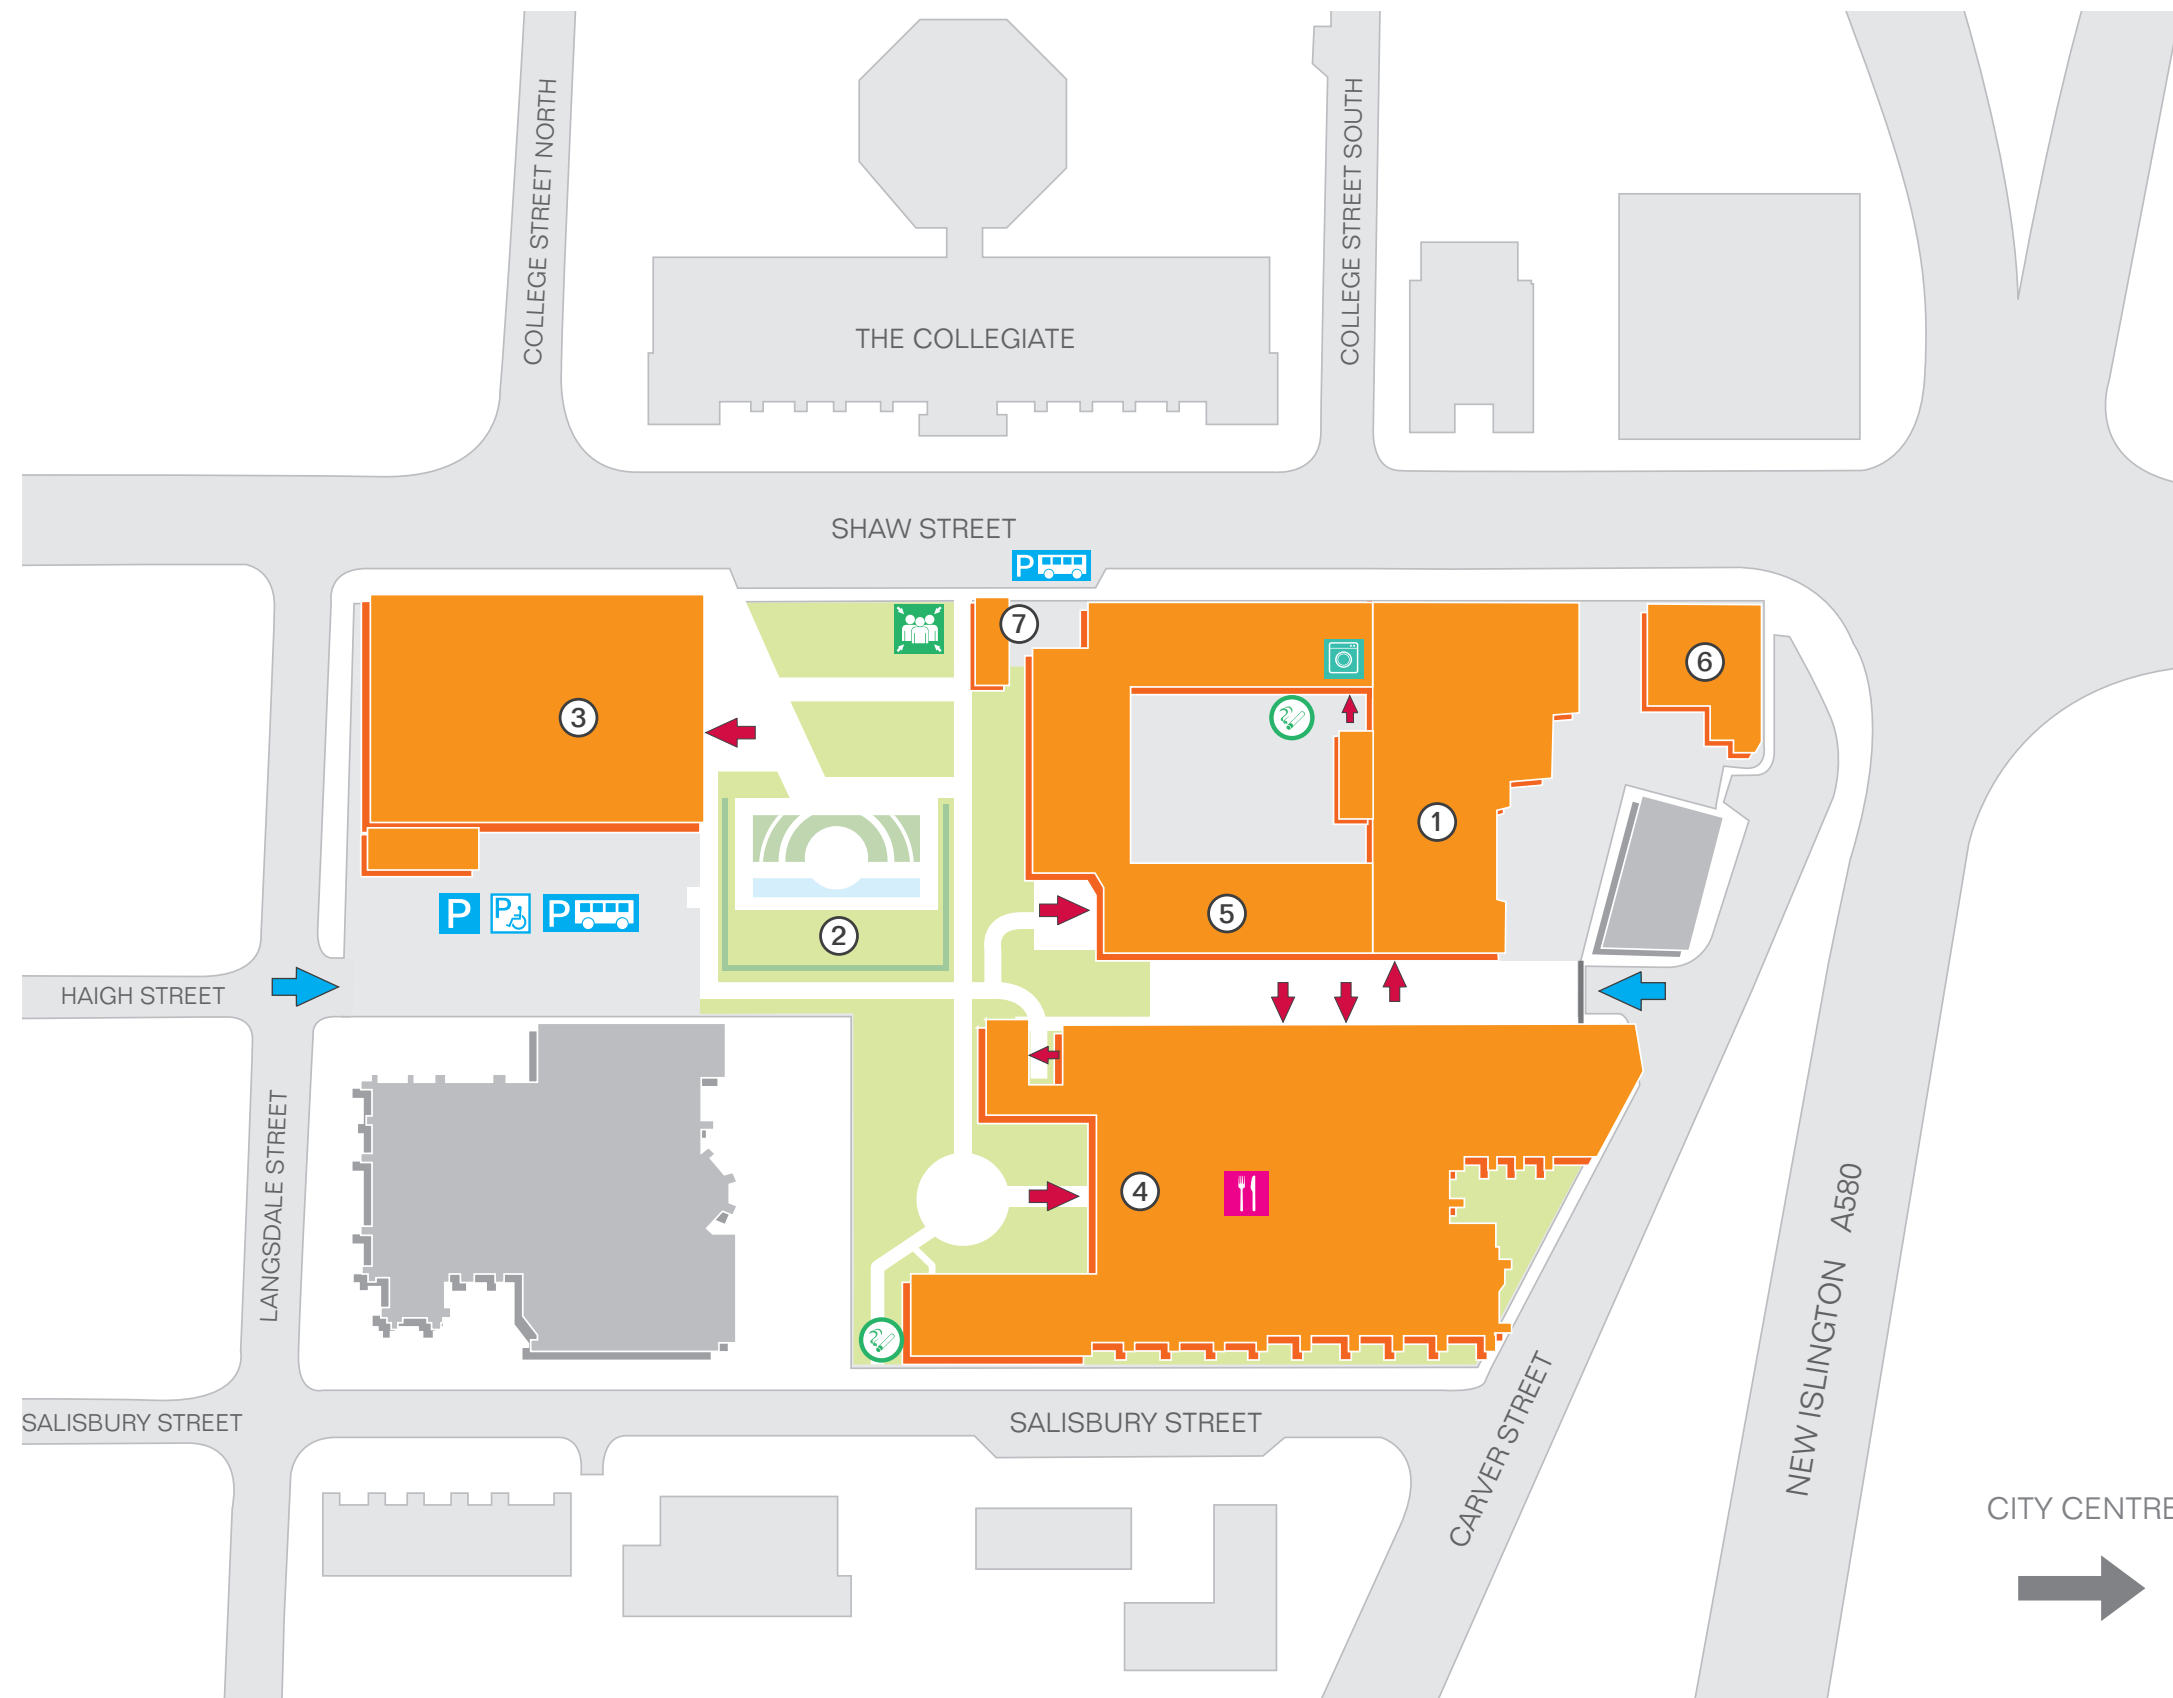 COLLEGE STREET NORTH
COLLEGE STREET SOUTH
THE COLLEGIATE
SHAW STREET
P
7
6
3
1
5
P
P
P
2
HAIGH STREET
4
LANGSDALE STREET
NEW ISLINGTON A580
SALISBURY STREET
SALISBURY STREET
CARVER STREET
CITY CENTRE